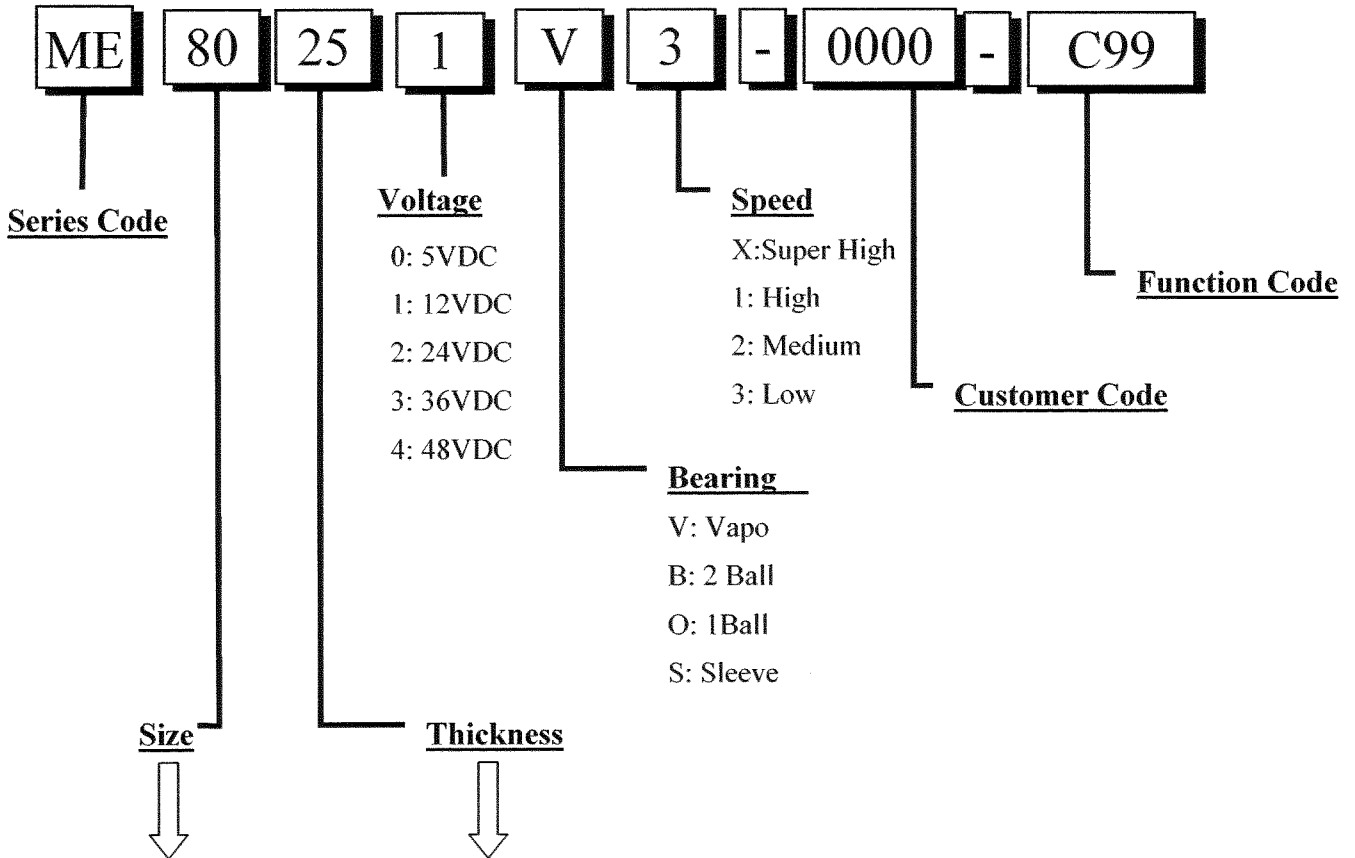 ME 80 25 1 V 3 - 0000 - C99
Series Code
Voltage
0: 5VDC
1: 12VDC
2: 24VDC
3: 36VDC
4: 48VDC
Speed
X:Super High
1: High
2: Medium
3: Low
Function Code
Customer Code
Bearing
V: Vapo
B: 2 Ball
O: 1Ball
S: Sleeve
Size
Thickness